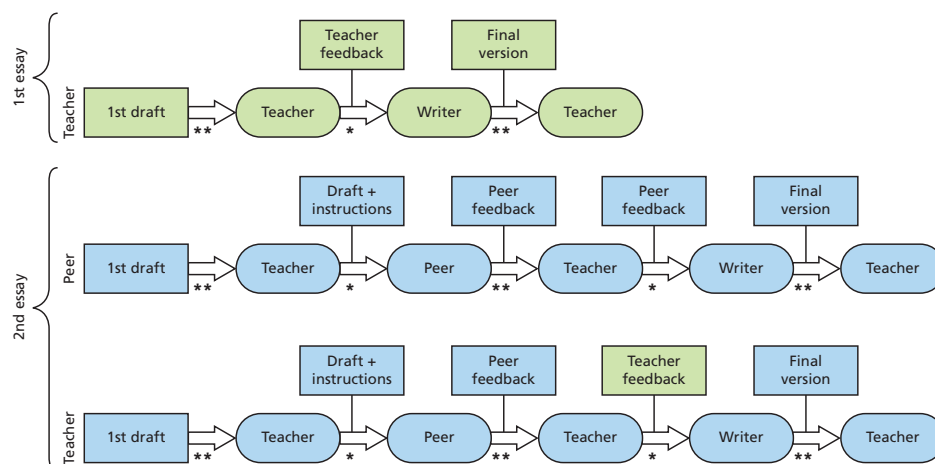 1st essay
Teacher
Teacher
feedback
Final
version
1st draft
**
Teacher
*
Writer
**
Teacher
2nd essay
Peer
Draft +
instructions
Peer
feedback
Peer
feedback
Final
version
1st draft
**
Teacher
*
Peer
**
Teacher
*
Writer
**
Teacher
Teacher
Draft +
instructions
Peer
feedback
Teacher
feedback
Final
version
1st draft
**
Teacher
*
Peer
**
Teacher
*
Writer
**
Teacher